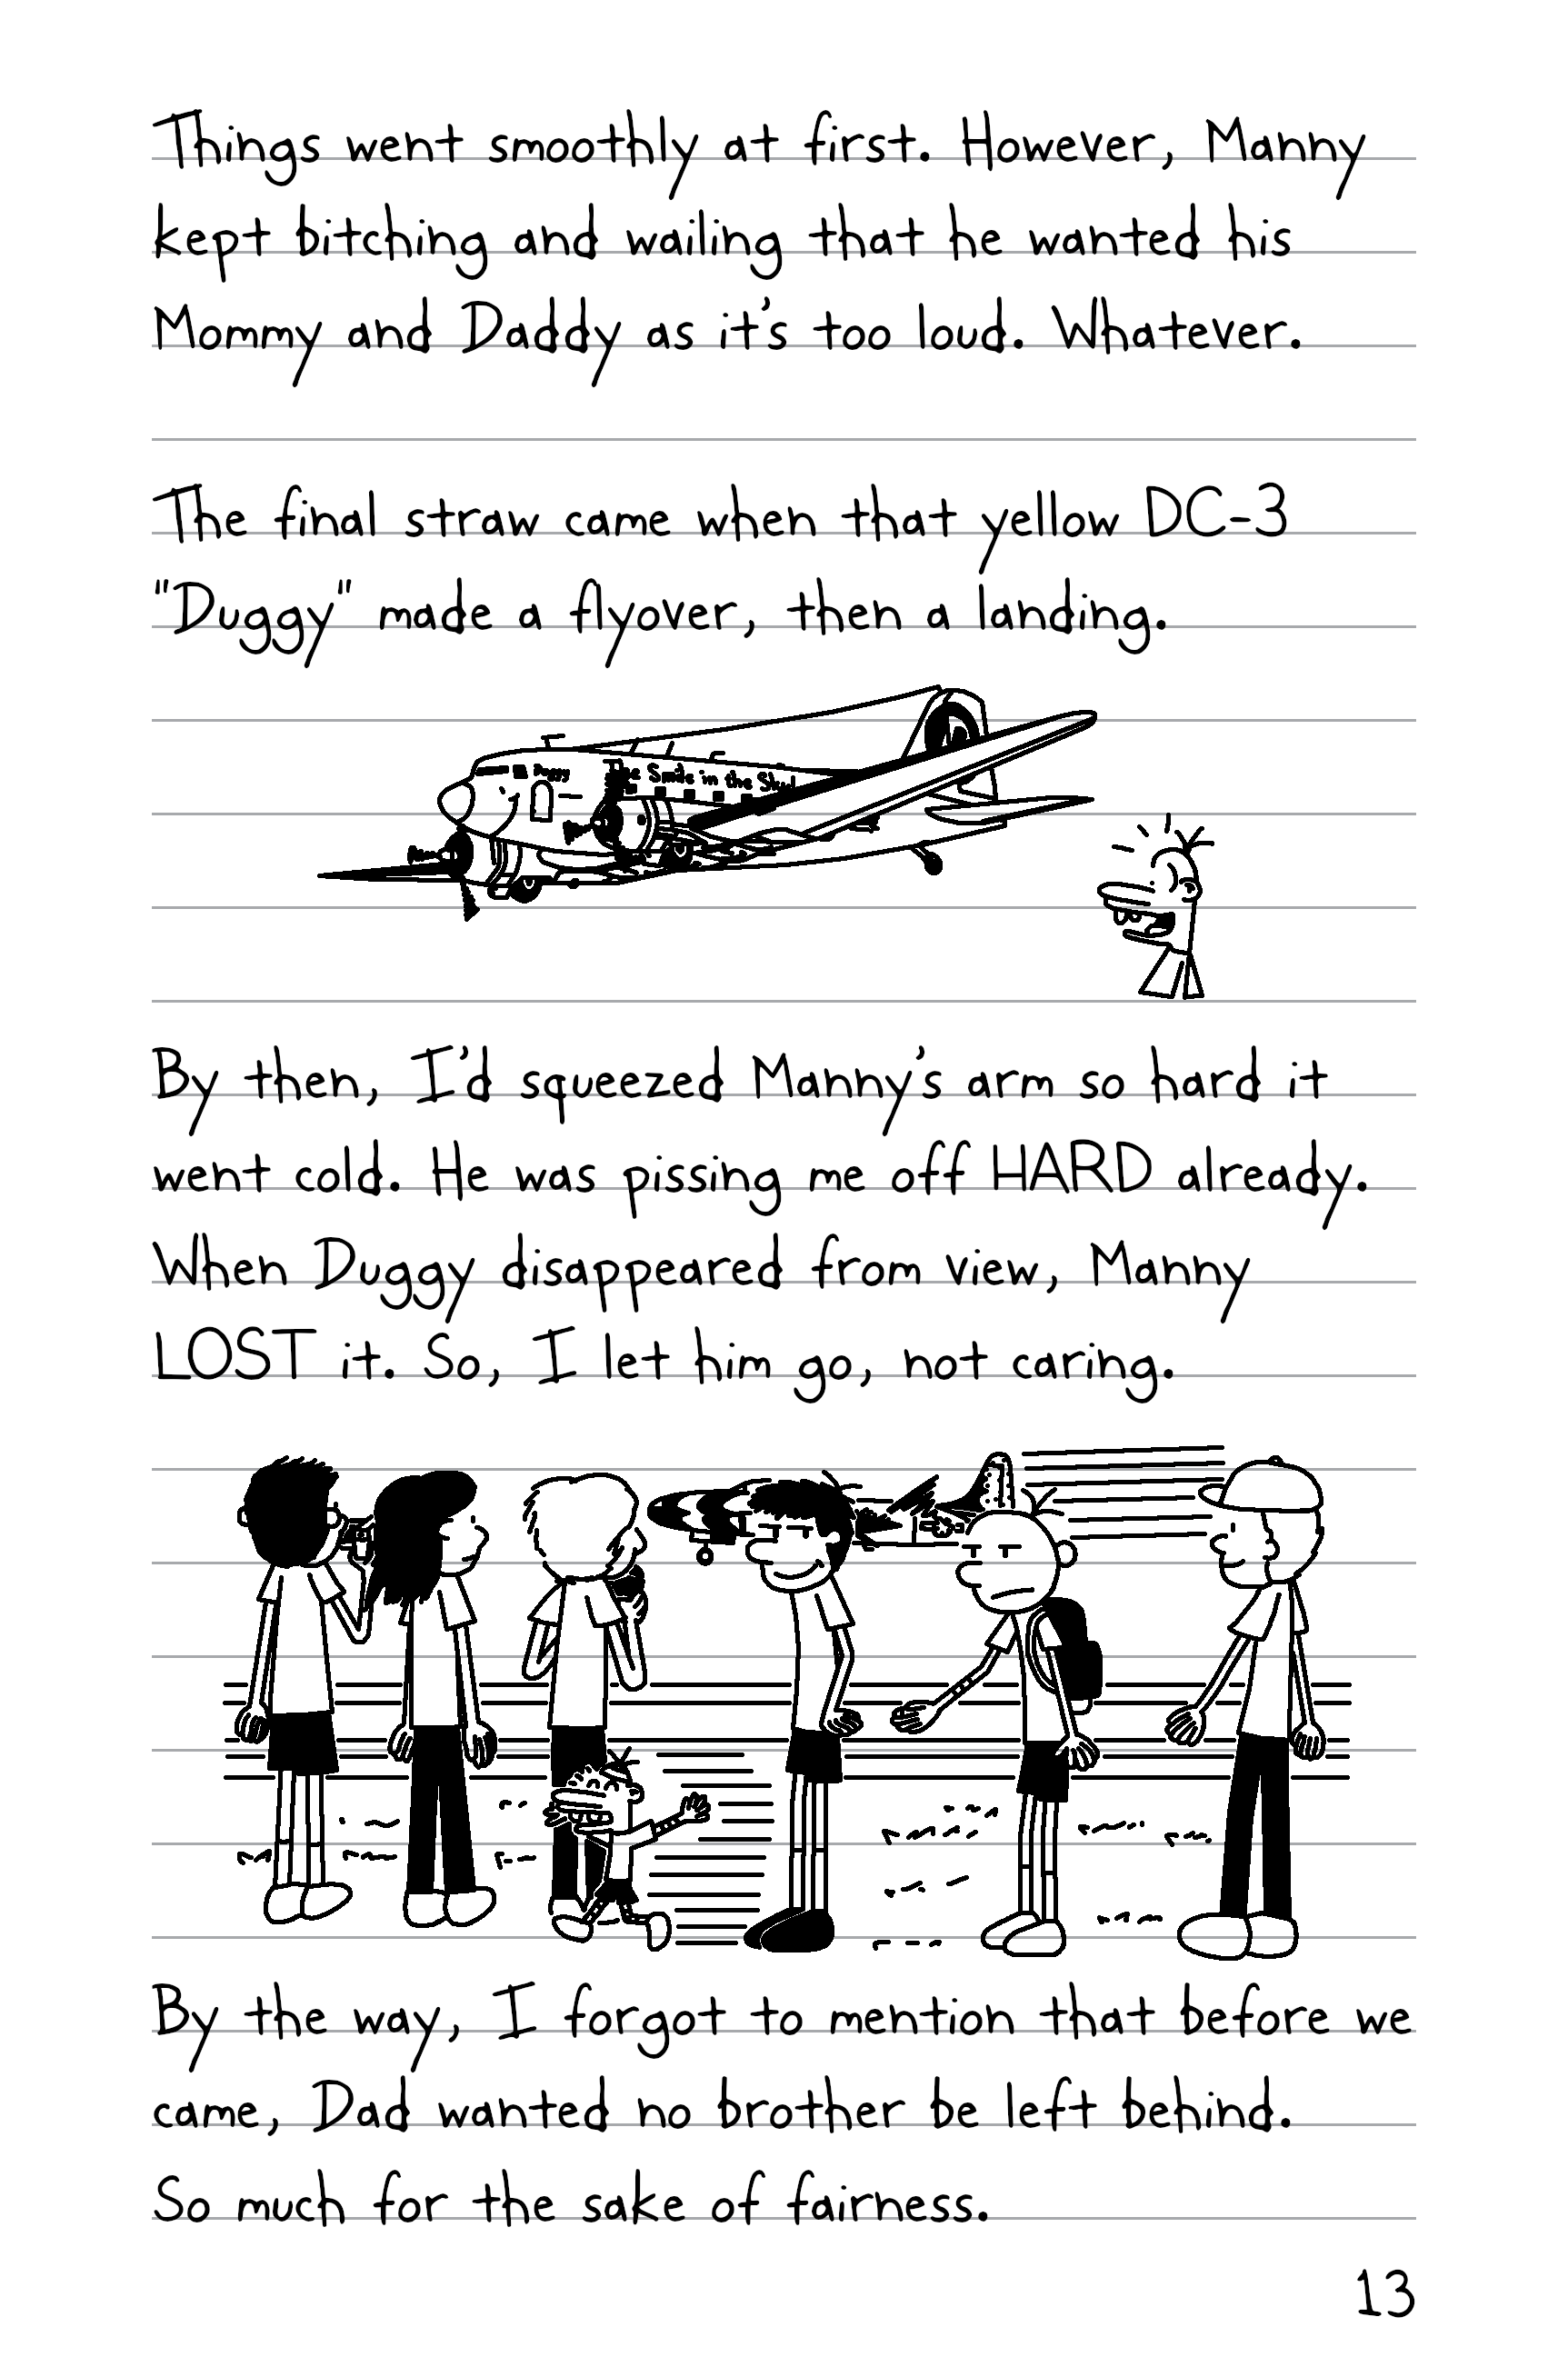 Things went smoothly at first. However, Manny
kept bitching and wailing that he wanted his
Mommy and Daddy as it's too loud. Whatever.
The final straw came when that yellow DC-3
"Duggy" made a flyover, then a landing.
Duggy
The Smile in the Sky!
By then, I'd squeezed Manny's arm so hard it
went cold. He was pissing me off HARD already.
When Duggy disappeared from view, Manny
LOST it. So, I let him go, not caring.
By the way, I forgot to mention that before we
came, Dad wanted no brother be left behind.
So much for the sake of fairness.
13